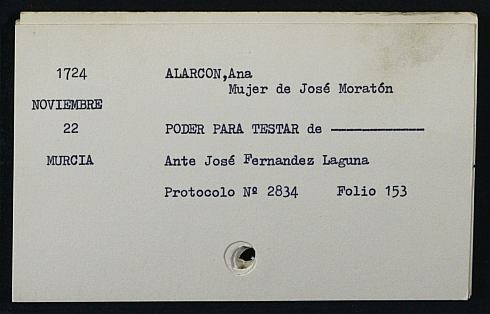 1724 ALARCON,Ana
Mujer de José Moratón
NOVIEMBRE
22 PODER PARA TESTAR de ————————
MURCIA Ante José Fernandez Laguna
Protocolo Nº 2834 Folio 153